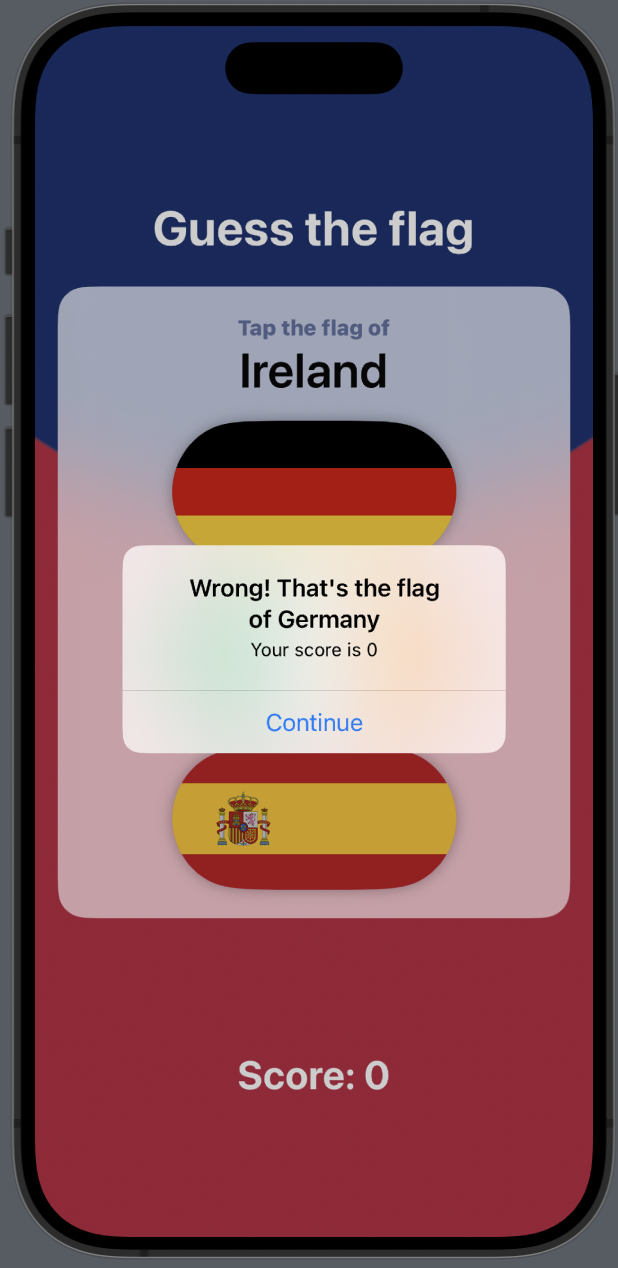 Guess the flag
Tap the flag of
Ireland
Wrong! That's the flag
of Germany
Your score is 0
Continue
Score: 0